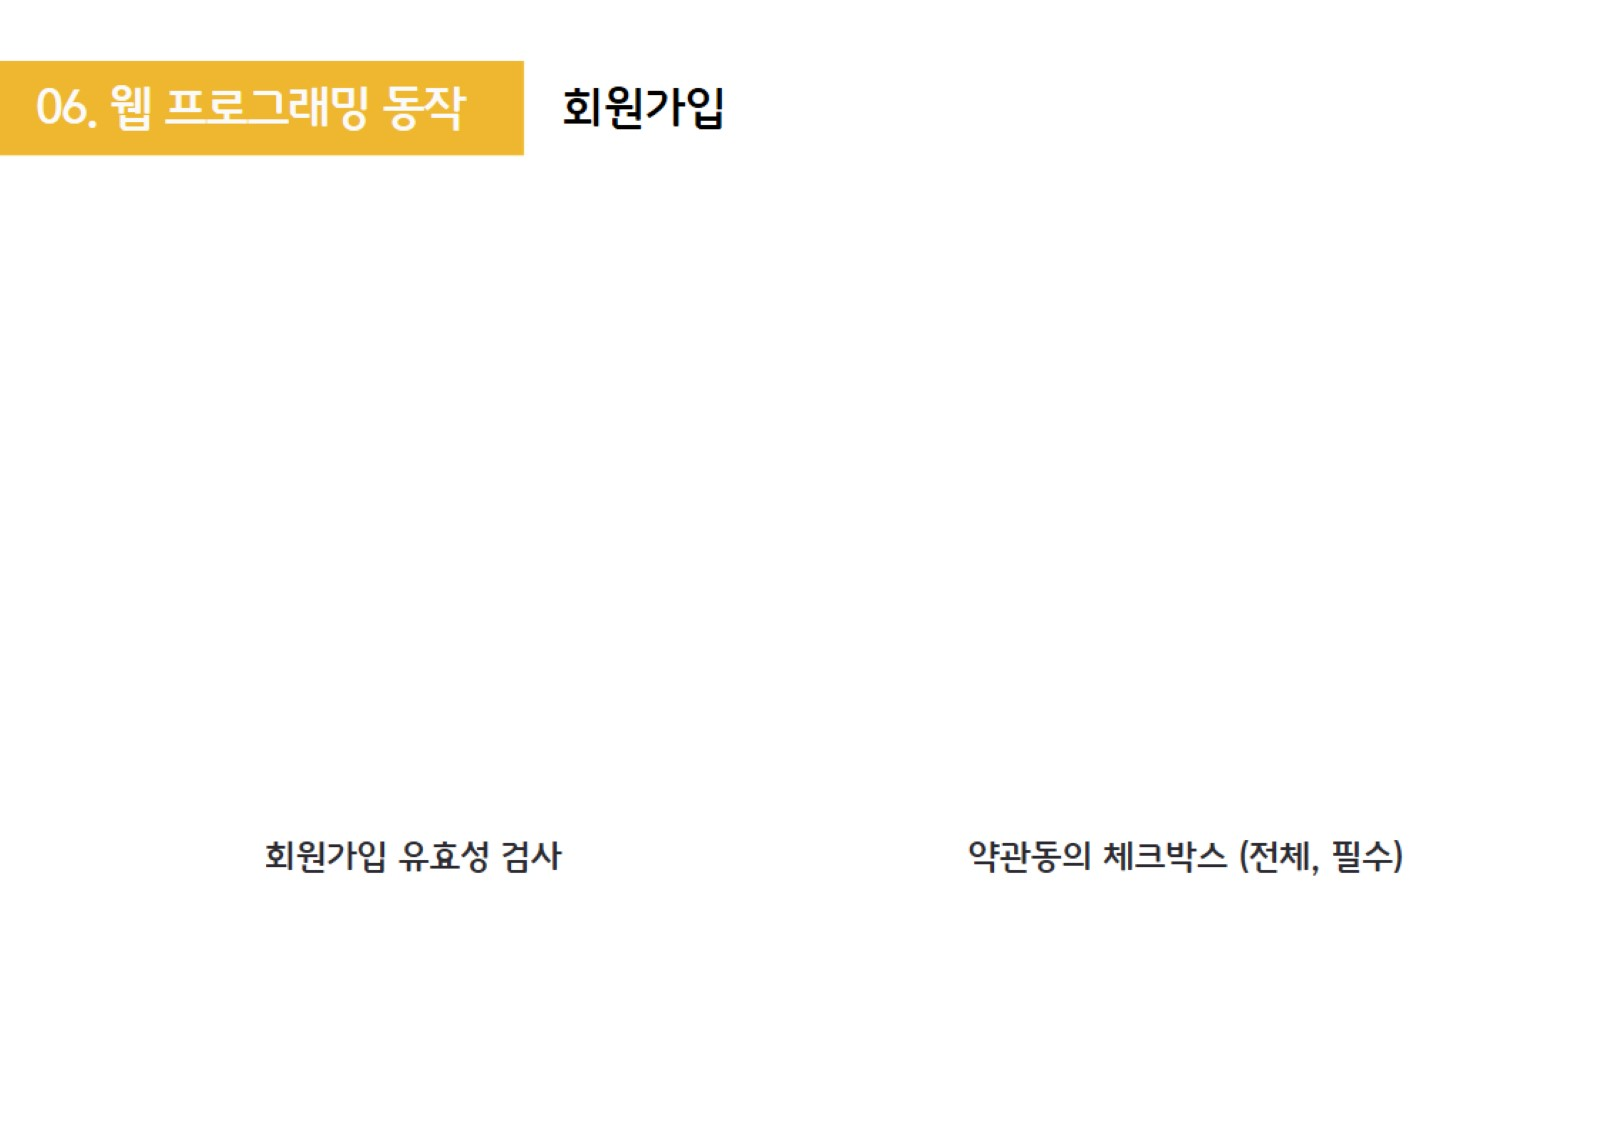 06. 웹 프로그래밍 동작 회원가입
회원가입 유효성 검사 약관동의 체크박스 (전체, 필수)